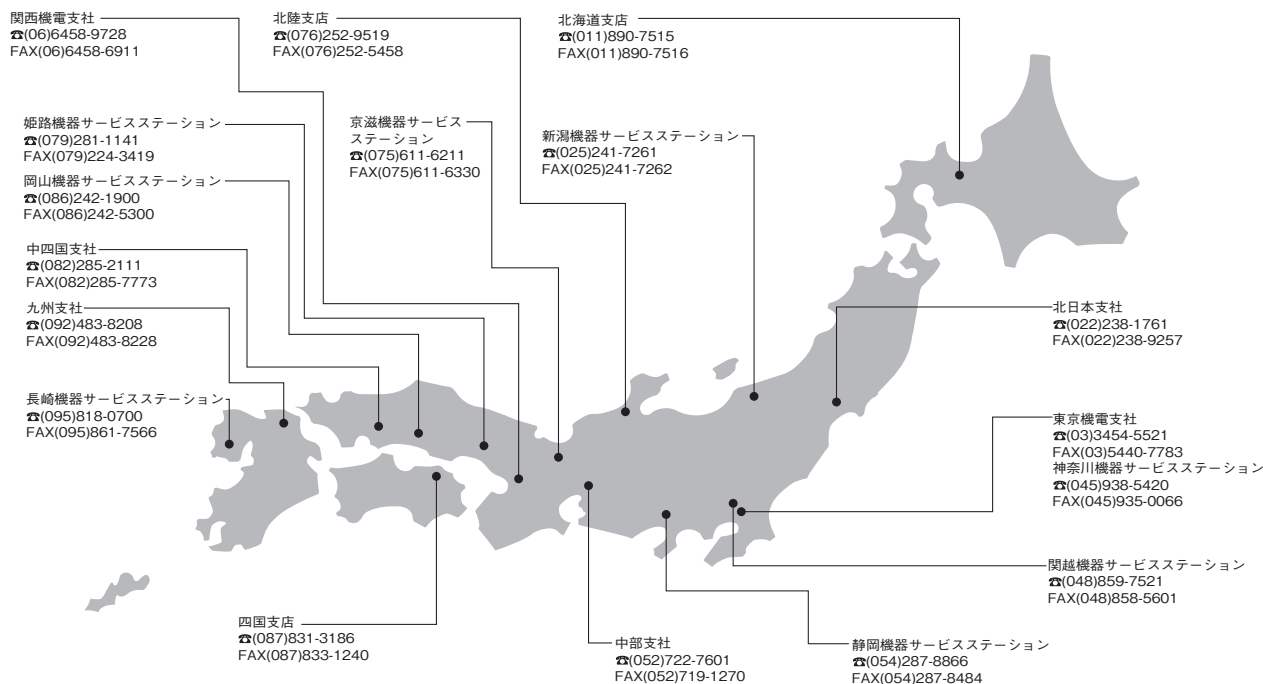 関西機電支社
☎(06)6458-9728
FAX(06)6458-6911
北陸支店
☎(076)252-9519
FAX(076)252-5458
北海道支店
☎(011)890-7515
FAX(011)890-7516
姫路機器サービスステーション
☎(079)281-1141
FAX(079)224-3419
京滋機器サービス
ステーション
☎(075)611-6211
FAX(075)611-6330
新潟機器サービスステーション
☎(025)241-7261
FAX(025)241-7262
岡山機器サービスステーション
☎(086)242-1900
FAX(086)242-5300
中四国支社
☎(082)285-2111
FAX(082)285-7773
九州支社
☎(092)483-8208
FAX(092)483-8228
北日本支社
☎(022)238-1761
FAX(022)238-9257
長崎機器サービスステーション
☎(095)818-0700
FAX(095)861-7566
東京機電支社
☎(03)3454-5521
FAX(03)5440-7783
神奈川機器サービスステーション
☎(045)938-5420
FAX(045)935-0066
関越機器サービスステーション
☎(048)859-7521
FAX(048)858-5601
四国支店
☎(087)831-3186
FAX(087)833-1240
中部支社
☎(052)722-7601
FAX(052)719-1270
静岡機器サービスステーション
☎(054)287-8866
FAX(054)287-8484